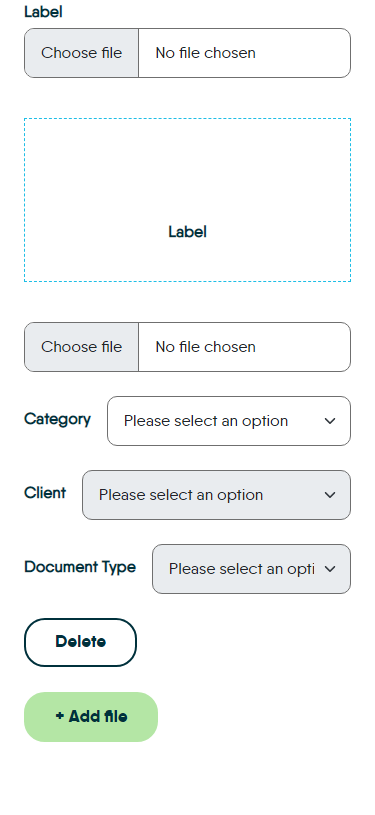 Label
Choose file No file chosen
Label
Choose file No file chosen
Category Please select an option
Client Please select an option
Document Type Please select an opti
Delete
+ Add file